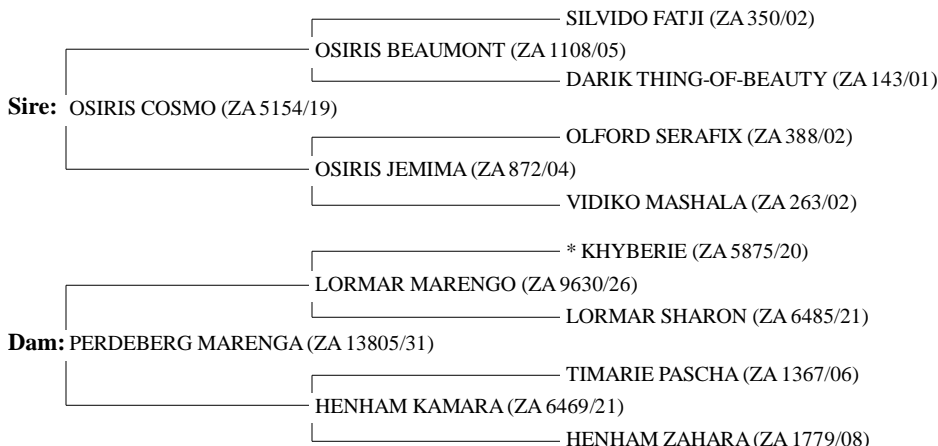 SILVIDO FATJI (ZA 350/02)
OSIRIS BEAUMONT (ZA 1108/05)
DARIK THING-OF-BEAUTY (ZA 143/01)
Sire: OSIRIS COSMO (ZA 5154/19)
OLFORD SERAFIX (ZA 388/02)
OSIRIS JEMIMA (ZA 872/04)
VIDIKO MASHALA (ZA 263/02)
* KHYBERIE (ZA 5875/20)
LORMAR MARENGO (ZA 9630/26)
LORMAR SHARON (ZA 6485/21)
Dam: PERDEBERG MARENGA (ZA 13805/31)
TIMARIE PASCHA (ZA 1367/06)
HENHAM KAMARA (ZA 6469/21)
HENHAM ZAHARA (ZA 1779/08)